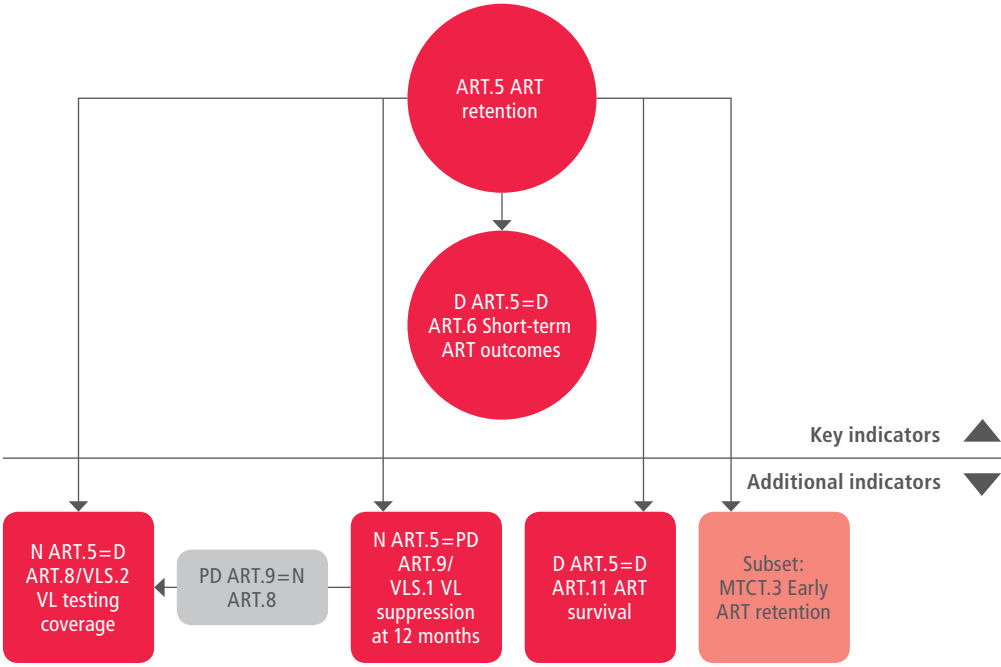 ART.5 ART
retention
D ART.5=D
ART.6 Short-term
ART outcomes
Key indicators
Additional indicators
N ART.5=D
ART.8/VLS.2
VL testing
coverage
PD ART.9=N
ART.8
N ART.5=PD
ART.9/
VLS.1 VL
suppression
at 12 months
D ART.5=D
ART.11 ART
survival
Subset:
MTCT.3 Early
ART retention